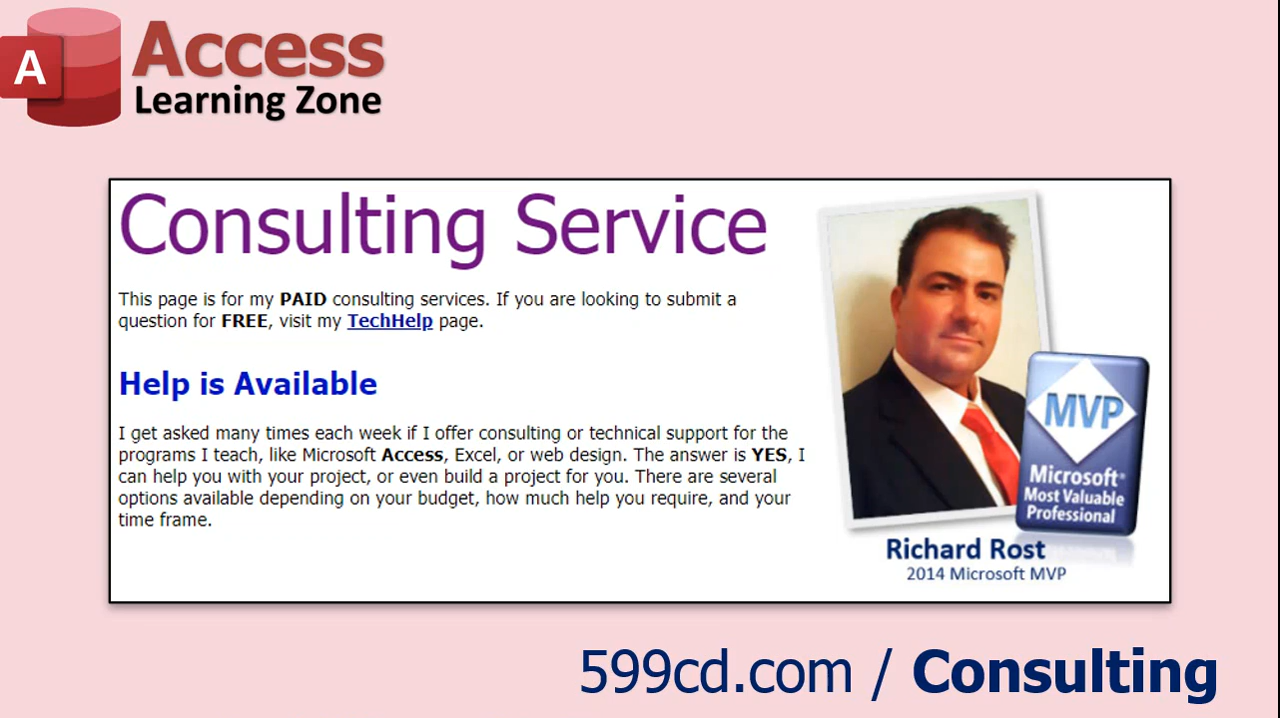 A
Access
Learning Zone
Consulting Service
This page is for my PAID consulting services. If you are looking to submit a
question for FREE, visit my TechHelp page.
Help is Available
I get asked many times each week if I offer consulting or technical support for the
programs I teach, like Microsoft Access, Excel, or web design. The answer is YES, I
can help you with your project, or even build a project for you. There are several
options available depending on your budget, how much help you require, and your
time frame.
MVP
Microsoft®
Most Valuable
Professional
Richard Rost
2014 Microsoft MVP
599cd.com / Consulting